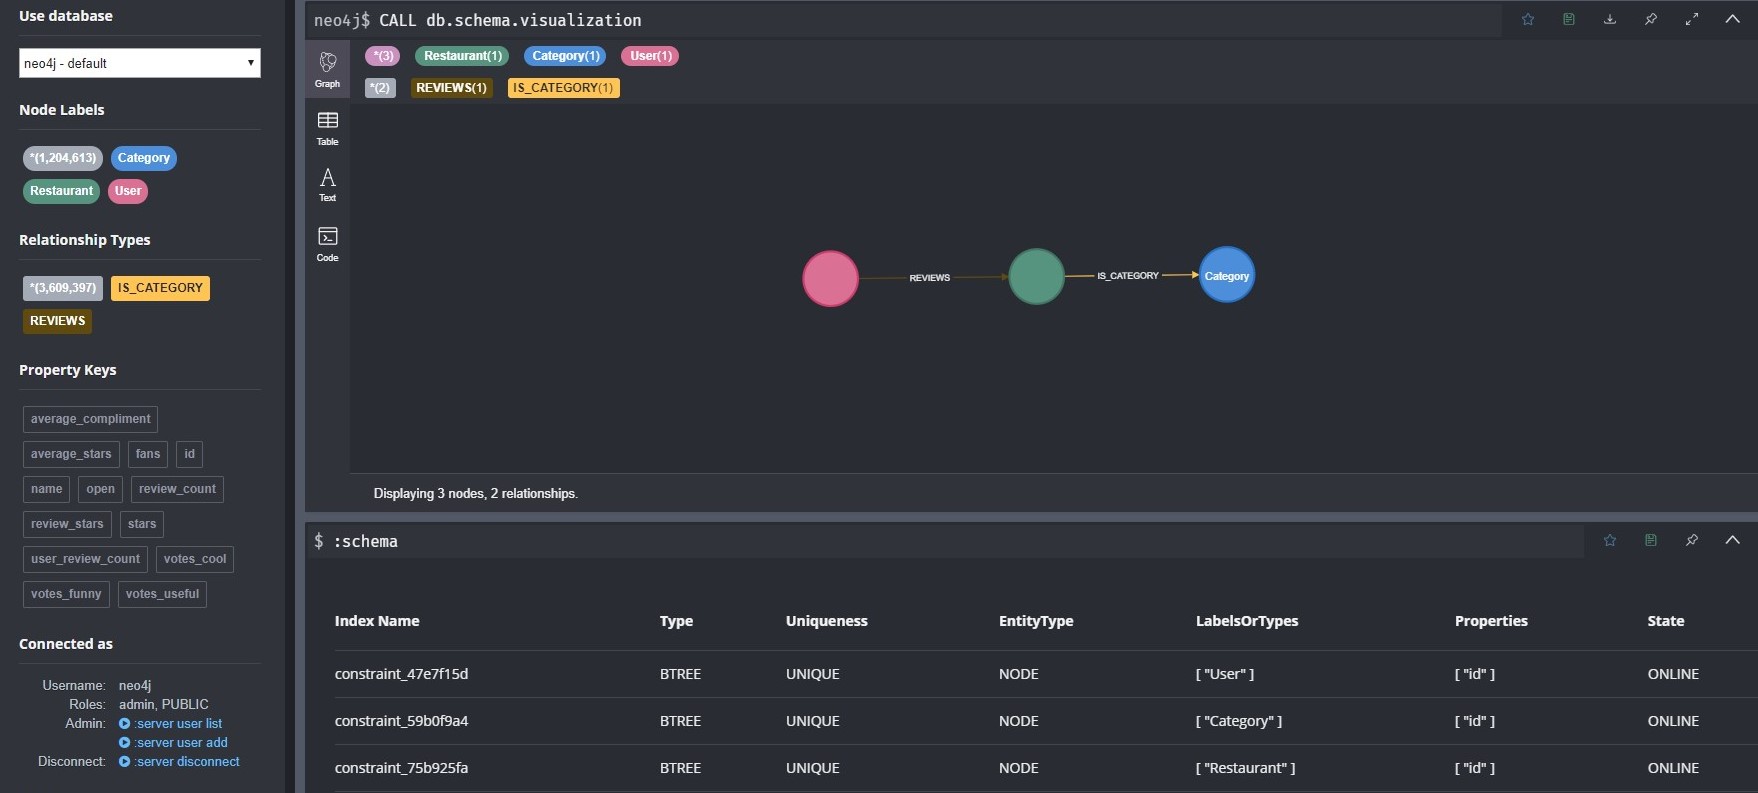 Use database
neo4j - default
Node Labels
*(1,204,613) Category
Restaurant User
Relationship Types
*(3,609,397) IS_CATEGORY
REVIEWS
Property Keys
average_compliment
average_stars fans id
name open review_count
review_stars stars
user_review_count votes_cool
votes_funny votes_useful
Connected as
Username: neo4j
Roles: admin, PUBLIC
Admin: :server user list
:server user add
Disconnect: :server disconnect
neo4j$ CALL db.schema.visualization
Graph
Table
Text
Code
*(3) Restaurant(1) Category(1) User(1)
*(2) REVIEWS(1) IS_CATEGORY(1)
REVIEWS IS_CATEGORY Category
Displaying 3 nodes, 2 relationships.
$ :schema
Index Name Type Uniqueness EntityType LabelsOrTypes Properties State
constraint_47e7f15d BTREE UNIQUE NODE [ "User" ] [ "id" ] ONLINE
constraint_59b0f9a4 BTREE UNIQUE NODE [ "Category" ] [ "id" ] ONLINE
constraint_75b925fa BTREE UNIQUE NODE [ "Restaurant" ] [ "id" ] ONLINE